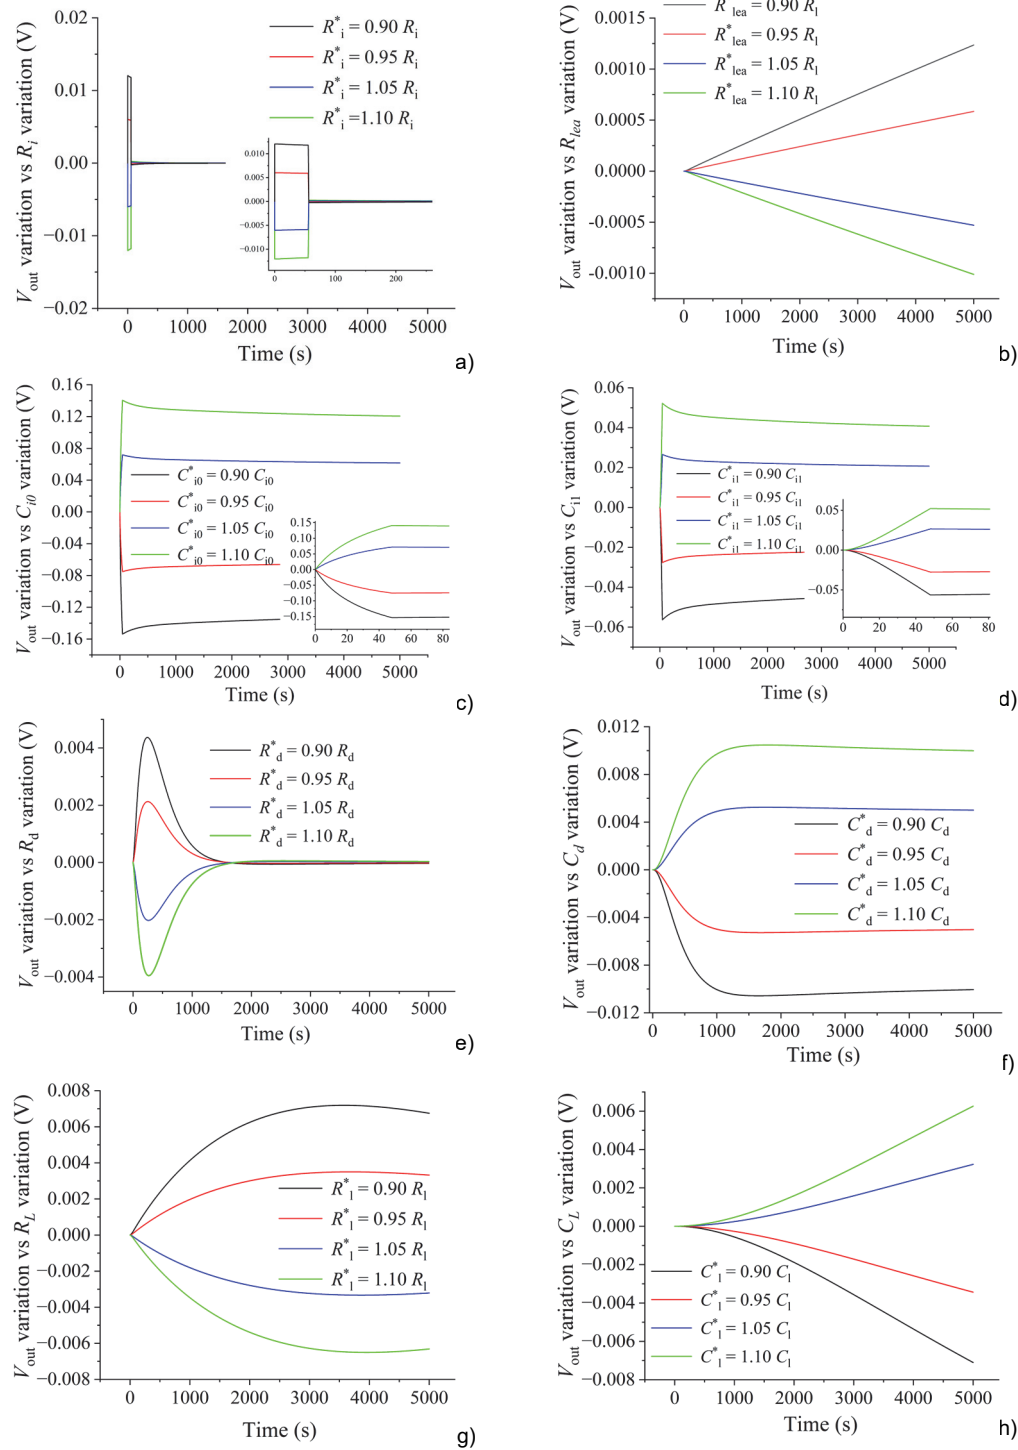 V_out variation vs R_i variation (V)
0.02
0.01
0.00
−0.01
−0.02
R*_i = 0.90 R_i
R*_i = 0.95 R_i
R*_i = 1.05 R_i
R*_i =1.10 R_i
0.010
0.005
0.000
-0.005
-0.010
0 100 200
0 1000 2000 3000 4000 5000
Time (s)
a)
V_out variation vs R_lea variation (V)
0.0015
0.0010
0.0005
0.0000
-0.0005
-0.0010
R*_lea = 0.90 R_l
R*_lea = 0.95 R_l
R*_lea = 1.05 R_l
R*_lea = 1.10 R_l
0 1000 2000 3000 4000 5000
Time (s)
b)
V_out variation vs C_i0 variation (V)
0.16
0.12
0.08
0.04
0.00
−0.04
−0.08
−0.12
−0.16
C*_i0 = 0.90 C_i0
C*_i0 = 0.95 C_i0
C*_i0 = 1.05 C_i0
C*_i0 = 1.10 C_i0
0.15
0.10
0.05
0.00
−0.05
−0.10
−0.15
0 20 40 60 80
0 1000 2000 3000 4000 5000
Time (s)
c)
V_out variation vs C_i1 variation (V)
0.06
0.04
0.02
0.00
−0.02
−0.04
−0.06
C*_i1 = 0.90 C_i1
C*_i1 = 0.95 C_i1
C*_i1 = 1.05 C_i1
C*_i1 = 1.10 C_i1
0.05
0.00
−0.05
0 20 40 60 80
0 1000 2000 3000 4000 5000
Time (s)
d)
V_out variation vs R_d variation (V)
0.004
0.002
0.000
−0.002
−0.004
R*_d = 0.90 R_d
R*_d = 0.95 R_d
R*_d = 1.05 R_d
R*_d = 1.10 R_d
0 1000 2000 3000 4000 5000
Time (s)
e)
V_out variation vs C_d variation (V)
0.012
0.008
0.004
0.000
−0.004
−0.008
−0.012
C*_d = 0.90 C_d
C*_d = 0.95 C_d
C*_d = 1.05 C_d
C*_d = 1.10 C_d
0 1000 2000 3000 4000 5000
Time (s)
f)
V_out variation vs R_L variation (V)
0.008
0.006
0.004
0.002
0.000
−0.002
−0.004
−0.006
−0.008
R*_l = 0.90 R_l
R*_l = 0.95 R_l
R*_l = 1.05 R_l
R*_l = 1.10 R_l
0 1000 2000 3000 4000 5000
Time (s)
g)
V_out variation vs C_L variation (V)
0.006
0.004
0.002
0.000
−0.002
−0.004
−0.006
−0.008
C*_l = 0.90 C_l
C*_l = 0.95 C_l
C*_l = 1.05 C_l
C*_l = 1.10 C_l
0 1000 2000 3000 4000 5000
Time (s)
h)